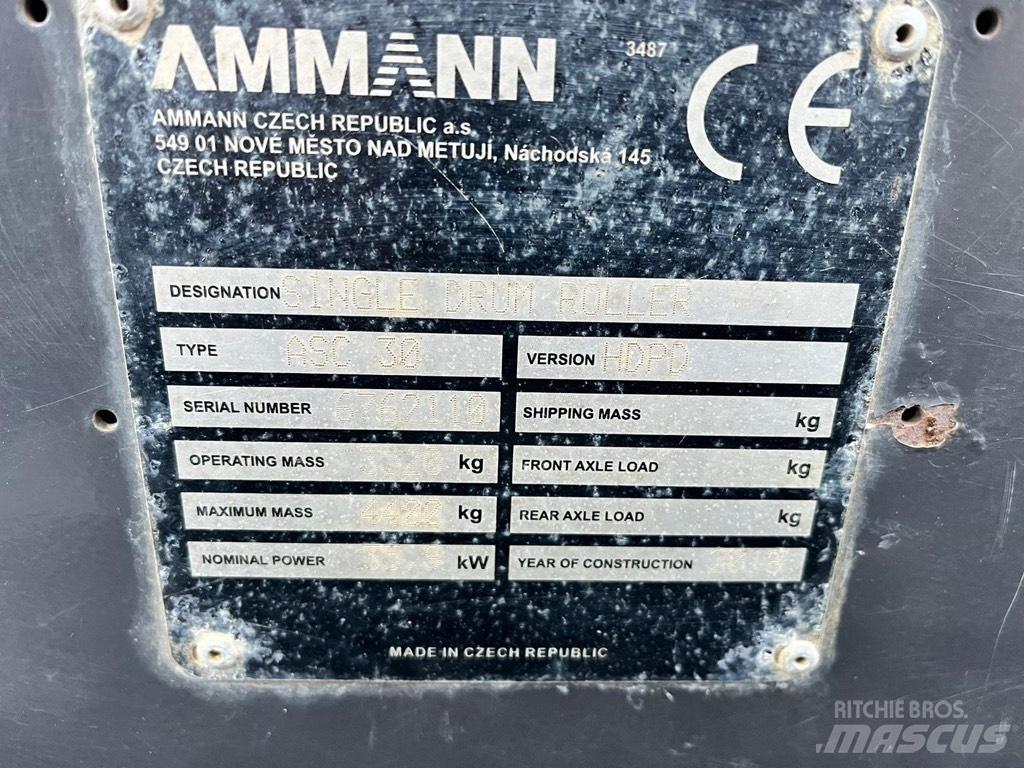 AMMANN
3487
CE
AMMANN CZECH REPUBLIC a.s.
549 01 NOVÉ MĚSTO NAD METUJÍ, Náchodská 145
CZECH REPUBLIC
DESIGNATION SINGLE DRUM ROLLER
TYPE ASC 30
VERSION HDPD
SERIAL NUMBER 6762110
SHIPPING MASS kg
OPERATING MASS kg
FRONT AXLE LOAD kg
MAXIMUM MASS kg
REAR AXLE LOAD kg
NOMINAL POWER kW
YEAR OF CONSTRUCTION
MADE IN CZECH REPUBLIC
RITCHIE BROS.
MASCUS